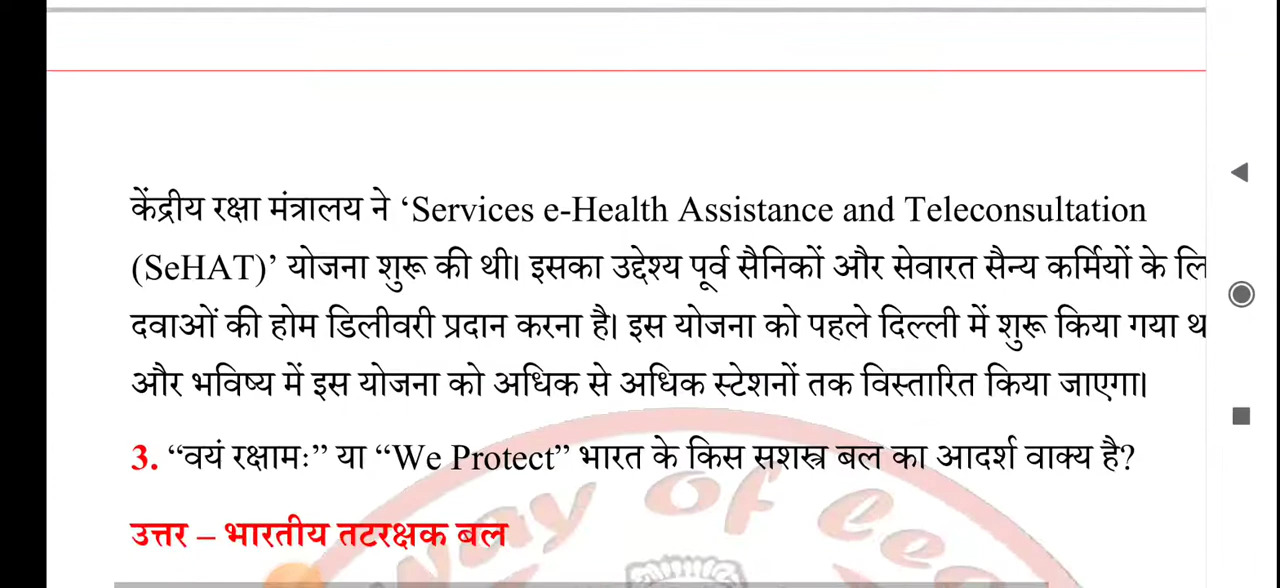 केंद्रीय रक्षा मंत्रालय ने ‘Services e-Health Assistance and Teleconsultation
(SeHAT)’ योजना शुरू की थी। इसका उद्देश्य पूर्व सैनिकों और सेवारत सैन्य कर्मियों के लि
दवाओं की होम डिलीवरी प्रदान करना है। इस योजना को पहले दिल्ली में शुरू किया गया थ
और भविष्य में इस योजना को अधिक से अधिक स्टेशनों तक विस्तारित किया जाएगा।
3. “वयं रक्षामः” या “We Protect” भारत के किस सशस्त्र बल का आदर्श वाक्य है?
way of
उत्तर – भारतीय तटरक्षक बल